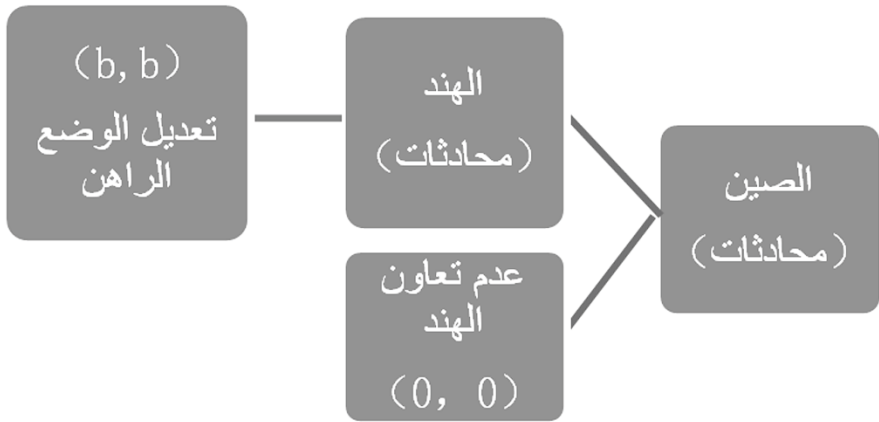 الصين
(محادثات)
الهند
(محادثات)
عدم تعاون
الهند
(0, 0)
(b, b)
تعديل الوضع
الراهن